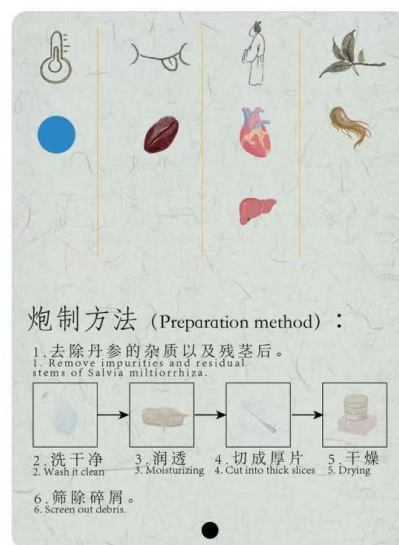 炮制方法（Preparation method）：
1.去除丹参的杂质以及残茎后。
1. Remove impurities and residual
stems of Salvia miltiorrhiza.
2.洗干净
2. Wash it clean
3.润透
3. Moisturizing
4.切成厚片
4. Cut into thick slices
5.干燥
5. Drying
6.筛除碎屑。
6. Screen out debris.